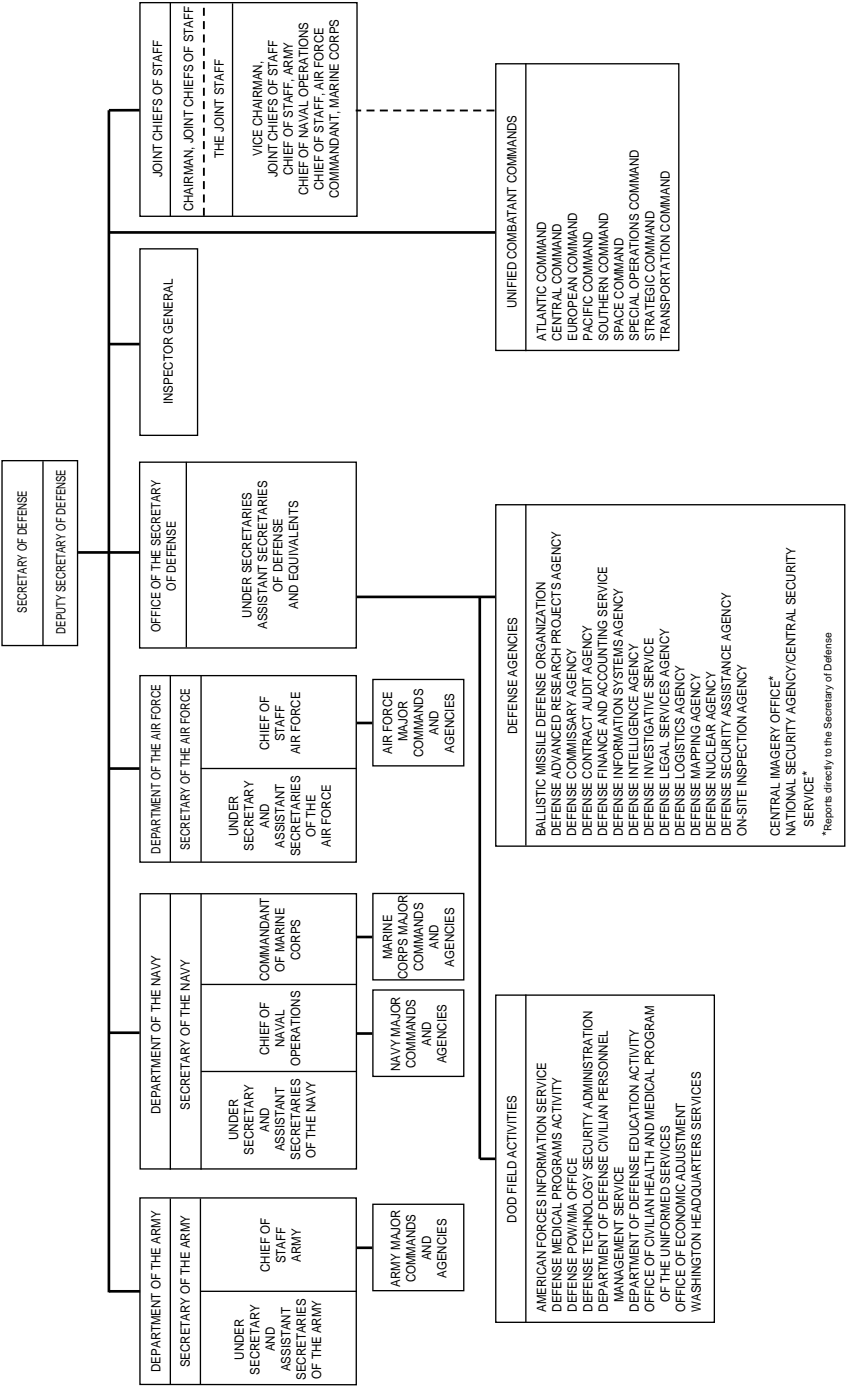 SECRETARY OF DEFENSE
DEPUTY SECRETARY OF DEFENSE
DEPARTMENT OF THE ARMY
SECRETARY OF THE ARMY
UNDER
SECRETARY
AND
ASSISTANT
SECRETARIES
OF THE ARMY
CHIEF OF
STAFF
ARMY
ARMY MAJOR
COMMANDS
AND
AGENCIES
DEPARTMENT OF THE NAVY
SECRETARY OF THE NAVY
UNDER
SECRETARY
AND
ASSISTANT
SECRETARIES
OF THE NAVY
CHIEF OF
NAVAL
OPERATIONS
COMMANDANT
OF MARINE
CORPS
NAVY MAJOR
COMMANDS
AND
AGENCIES
MARINE
CORPS MAJOR
COMMANDS
AND
AGENCIES
DEPARTMENT OF THE AIR FORCE
SECRETARY OF THE AIR FORCE
UNDER
SECRETARY
AND
ASSISTANT
SECRETARIES
OF THE
AIR FORCE
CHIEF OF
STAFF
AIR FORCE
AIR FORCE
MAJOR
COMMANDS
AND
AGENCIES
OFFICE OF THE SECRETARY
OF DEFENSE
UNDER SECRETARIES
ASSISTANT SECRETARIES
OF DEFENSE
AND EQUIVALENTS
INSPECTOR GENERAL
JOINT CHIEFS OF STAFF
CHAIRMAN, JOINT CHIEFS OF STAFF
THE JOINT STAFF
VICE CHAIRMAN,
JOINT CHIEFS OF STAFF
CHIEF OF STAFF, ARMY
CHIEF OF NAVAL OPERATIONS
CHIEF OF STAFF, AIR FORCE
COMMANDANT, MARINE CORPS
DOD FIELD ACTIVITIES
AMERICAN FORCES INFORMATION SERVICE
DEFENSE MEDICAL PROGRAMS ACTIVITY
DEFENSE POW/MIA OFFICE
DEFENSE TECHNOLOGY SECURITY ADMINISTRATION
DEPARTMENT OF DEFENSE CIVILIAN PERSONNEL
MANAGEMENT SERVICE
DEPARTMENT OF DEFENSE EDUCATION ACTIVITY
OFFICE OF CIVILIAN HEALTH AND MEDICAL PROGRAM
OF THE UNIFORMED SERVICES
OFFICE OF ECONOMIC ADJUSTMENT
WASHINGTON HEADQUARTERS SERVICES
DEFENSE AGENCIES
BALLISTIC MISSILE DEFENSE ORGANIZATION
DEFENSE ADVANCED RESEARCH PROJECTS AGENCY
DEFENSE COMMISSARY AGENCY
DEFENSE CONTRACT AUDIT AGENCY
DEFENSE FINANCE AND ACCOUNTING SERVICE
DEFENSE INFORMATION SYSTEMS AGENCY
DEFENSE INTELLIGENCE AGENCY
DEFENSE INVESTIGATIVE SERVICE
DEFENSE LEGAL SERVICES AGENCY
DEFENSE LOGISTICS AGENCY
DEFENSE MAPPING AGENCY
DEFENSE NUCLEAR AGENCY
DEFENSE SECURITY ASSISTANCE AGENCY
ON-SITE INSPECTION AGENCY
CENTRAL IMAGERY OFFICE*
NATIONAL SECURITY AGENCY/CENTRAL SECURITY
SERVICE*
*Reports directly to the Secretary of Defense
UNIFIED COMBATANT COMMANDS
ATLANTIC COMMAND
CENTRAL COMMAND
EUROPEAN COMMAND
PACIFIC COMMAND
SOUTHERN COMMAND
SPACE COMMAND
SPECIAL OPERATIONS COMMAND
STRATEGIC COMMAND
TRANSPORTATION COMMAND